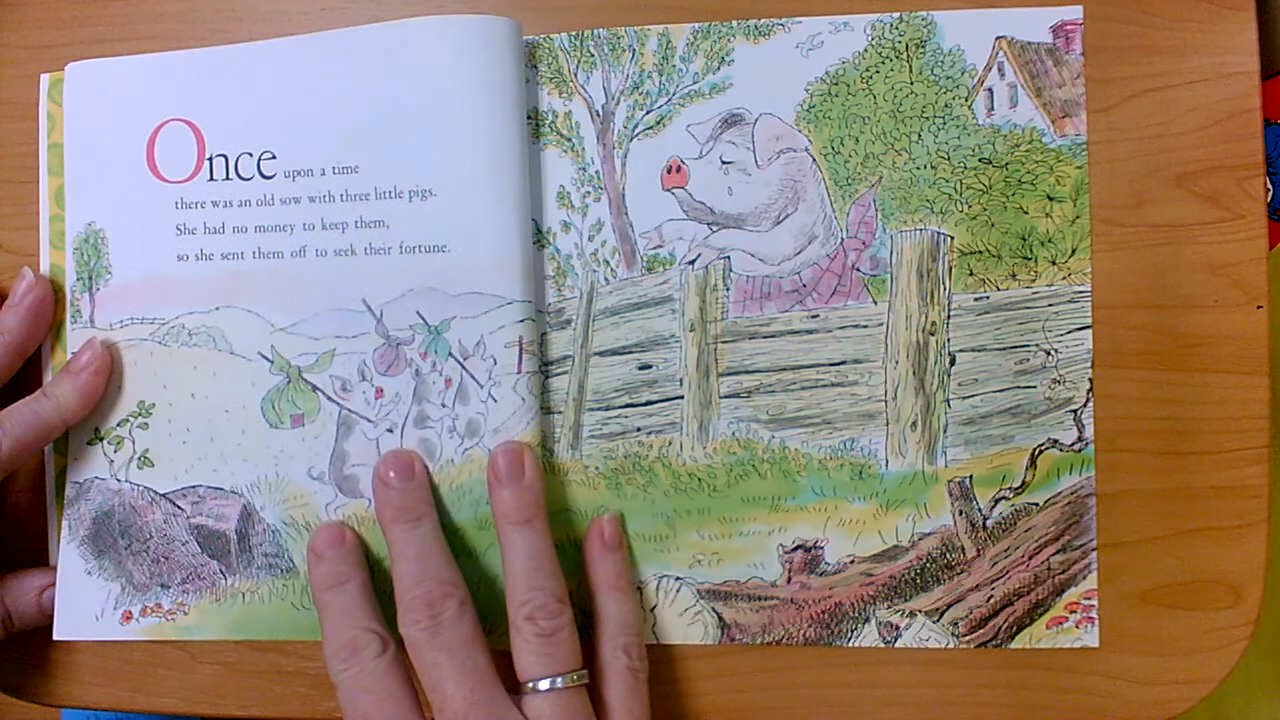 Once upon a time
there was an old sow with three little pigs.
She had no money to keep them,
so she sent them off to seek their fortune.